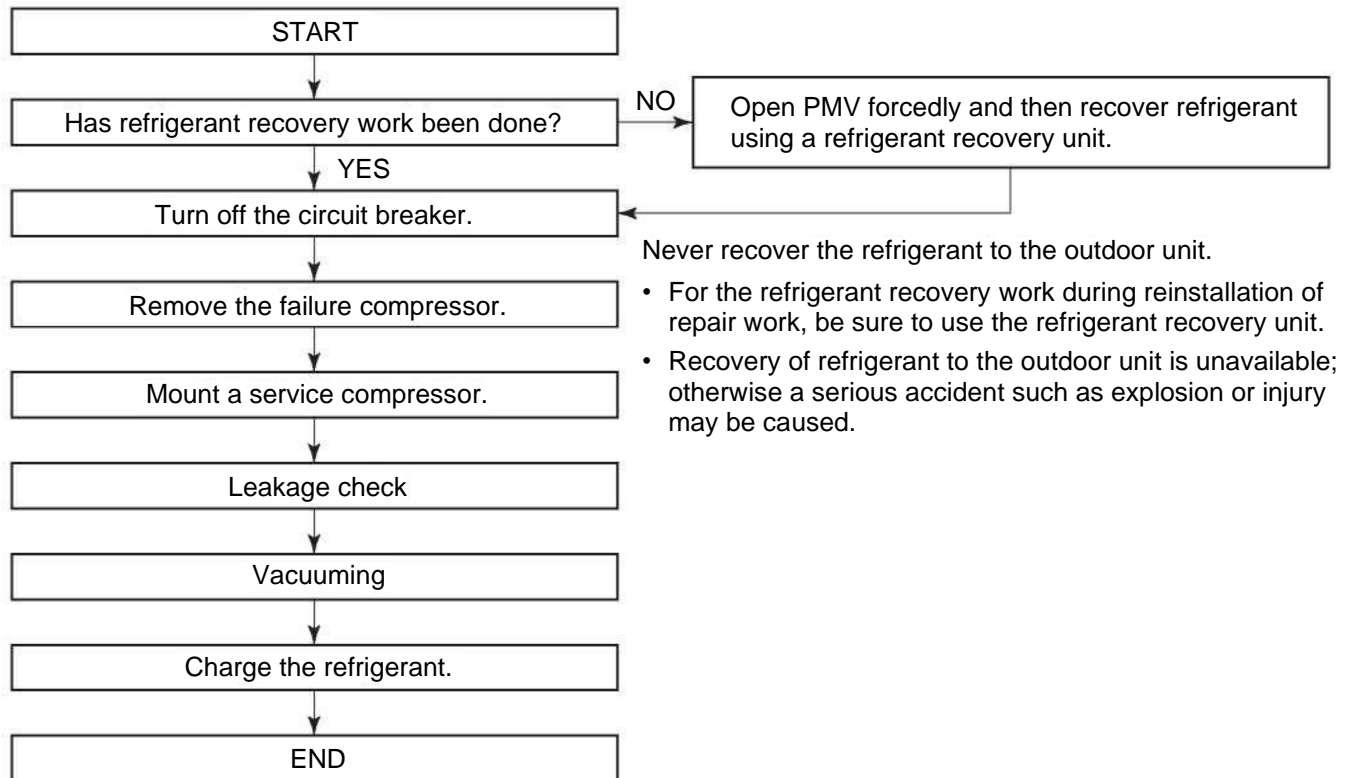 START
Has refrigerant recovery work been done?
NO
Open PMV forcedly and then recover refrigerant
using a refrigerant recovery unit.
YES
Turn off the circuit breaker.
Never recover the refrigerant to the outdoor unit.
• For the refrigerant recovery work during reinstallation of
repair work, be sure to use the refrigerant recovery unit.
• Recovery of refrigerant to the outdoor unit is unavailable;
otherwise a serious accident such as explosion or injury
may be caused.
Remove the failure compressor.
Mount a service compressor.
Leakage check
Vacuuming
Charge the refrigerant.
END